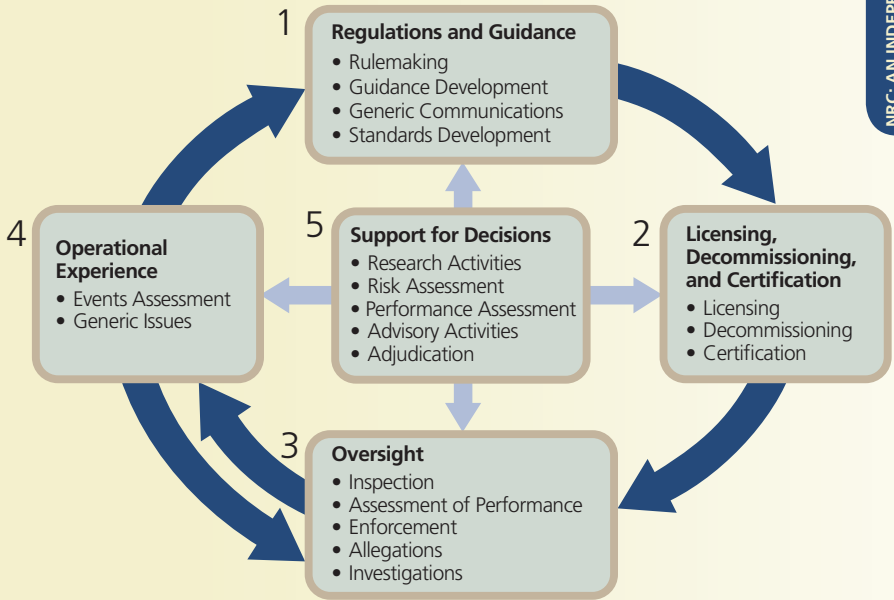 1
Regulations and Guidance
• Rulemaking
• Guidance Development
• Generic Communications
• Standards Development
2
Licensing,
Decommissioning,
and Certification
• Licensing
• Decommissioning
• Certification
3
Oversight
• Inspection
• Assessment of Performance
• Enforcement
• Allegations
• Investigations
4
Operational
Experience
• Events Assessment
• Generic Issues
5
Support for Decisions
• Research Activities
• Risk Assessment
• Performance Assessment
• Advisory Activities
• Adjudication
NRC: AN